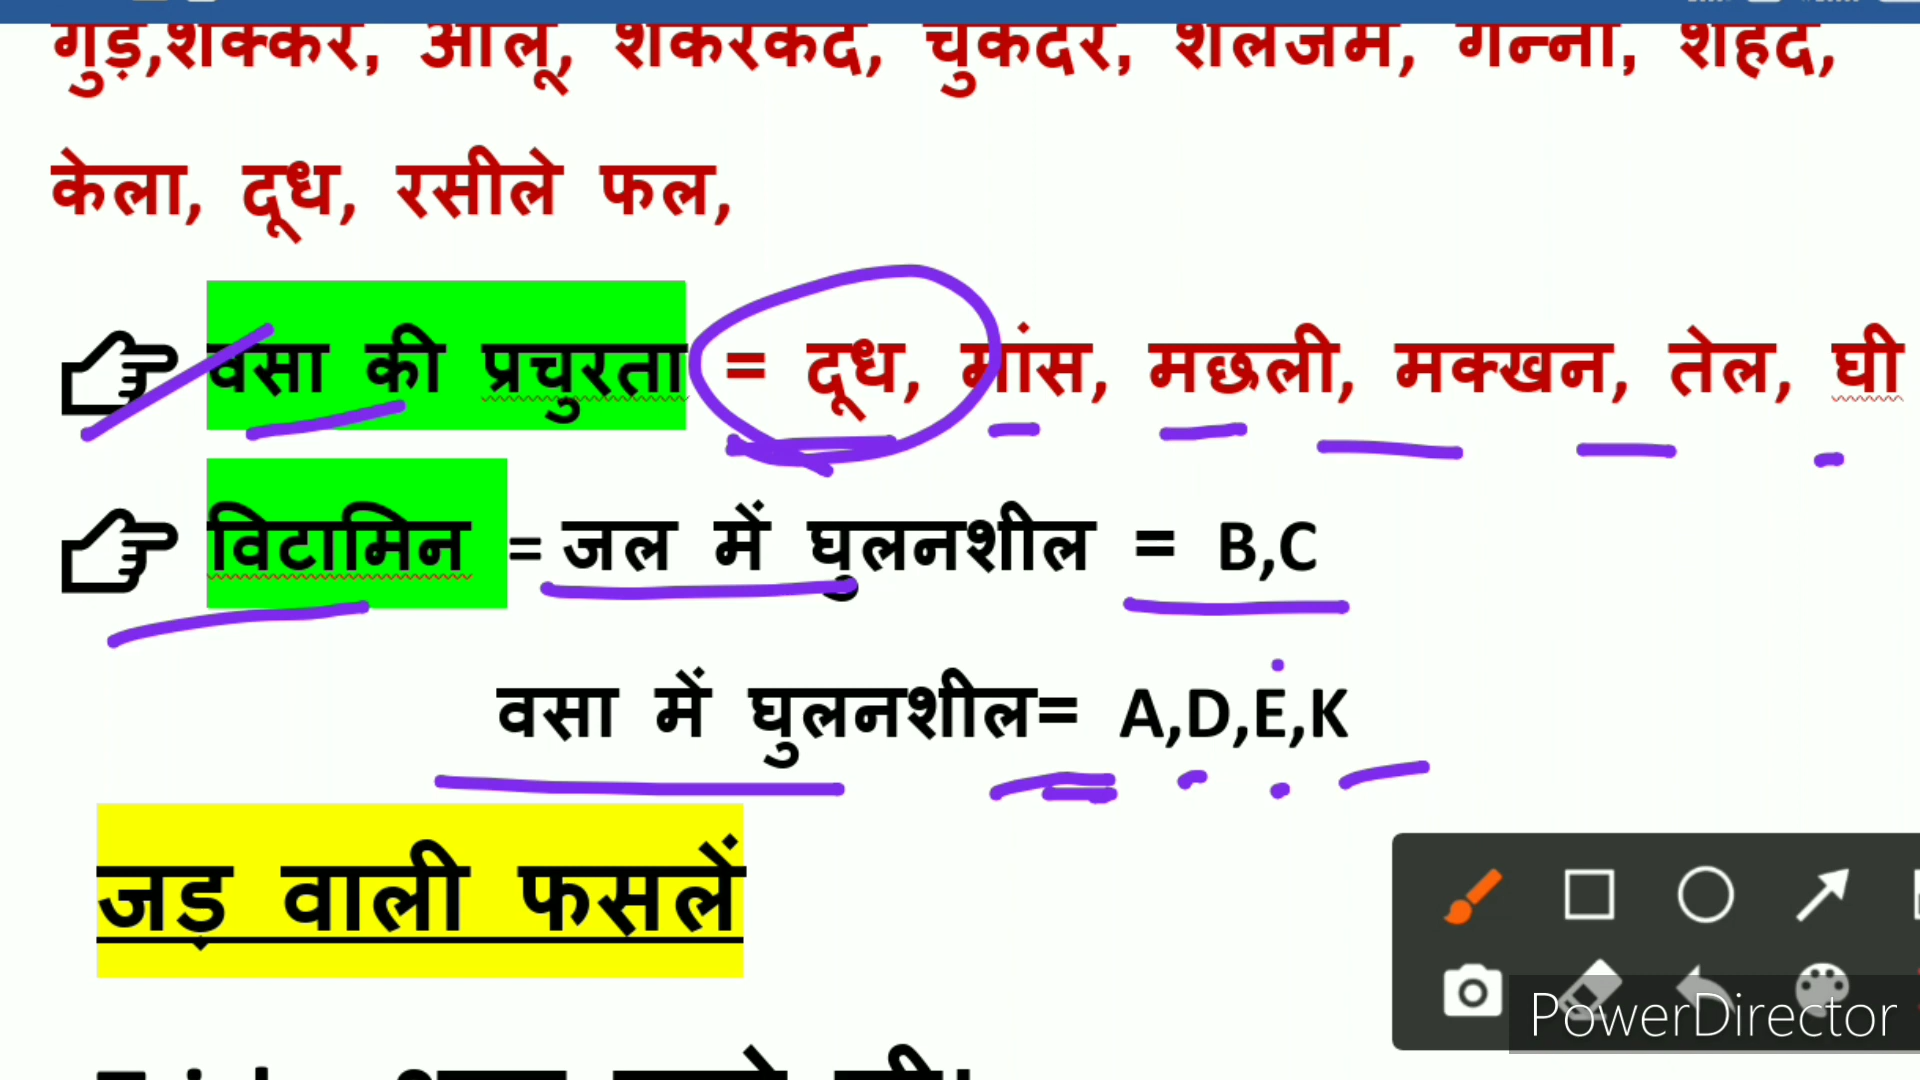 गुड़,शक्कर, आलू, शकरकंद, चुकंदर, शलजम, गन्ना, शहद,
केला, दूध, रसीले फल,
वसा की प्रचुरता = दूध, मांस, मछली, मक्खन, तेल, घी
विटामिन = जल में घुलनशील = B,C
वसा में घुलनशील= A,D,E,K
जड़ वाली फसलें
PowerDirector